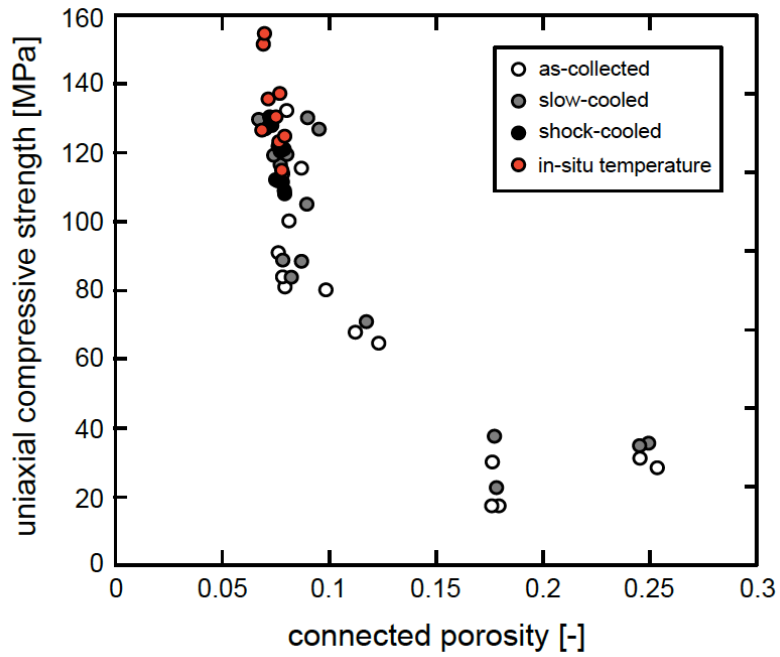 160
140
120
100
80
60
40
20
0
uniaxial compressive strength [MPa]
as-collected
slow-cooled
shock-cooled
in-situ temperature
0 0.05 0.1 0.15 0.2 0.25 0.3
connected porosity [-]